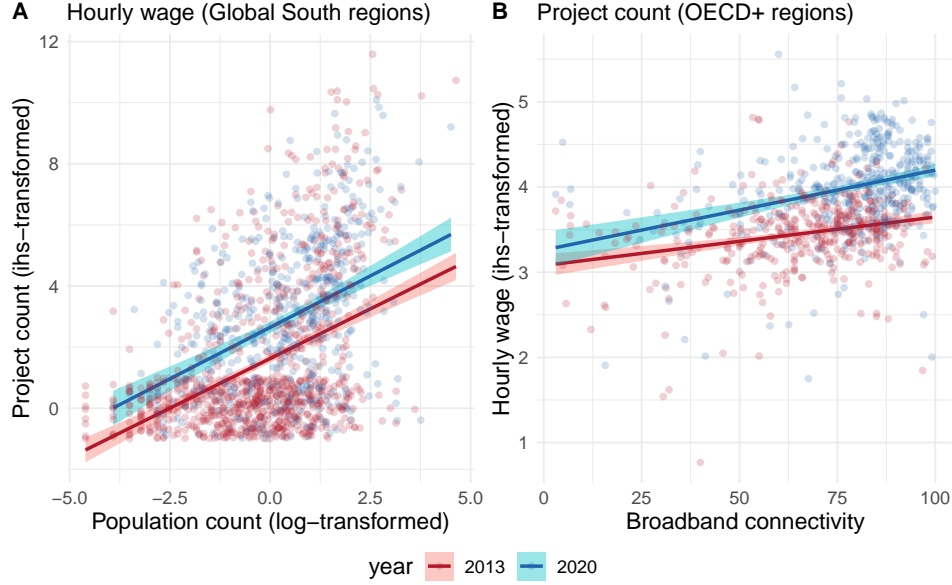 A Hourly wage (Global South regions)
B Project count (OECD+ regions)
Project count (ihs−transformed)
12
8
4
0
−5.0 −2.5 0.0 2.5 5.0
Population count (log−transformed)
Hourly wage (ihs−transformed)
5
4
3
2
1
0 25 50 75 100
Broadband connectivity
year 2013 2020